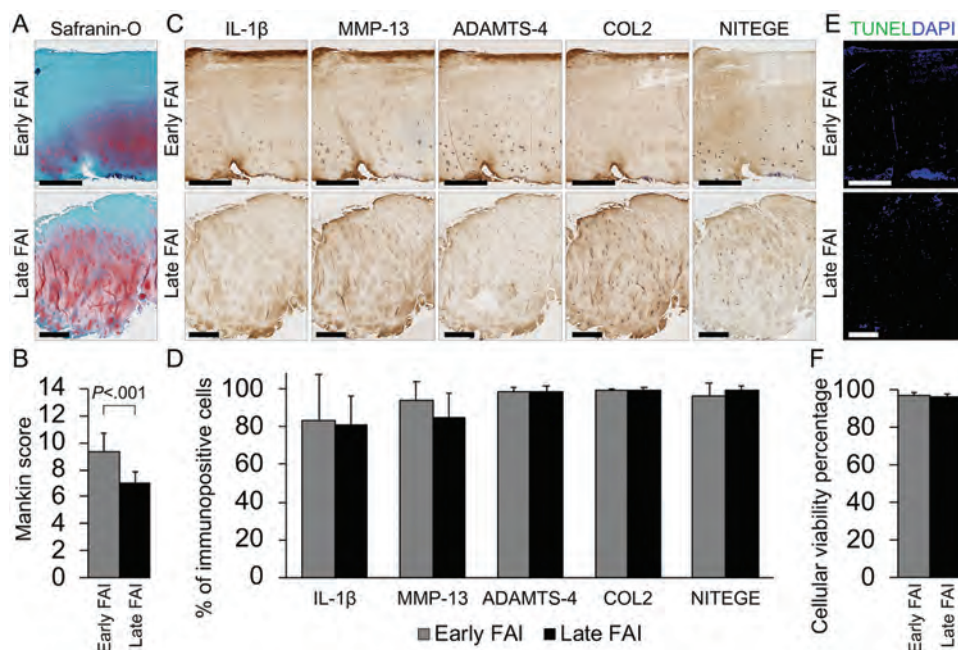 A Safranin-O C IL-1β MMP-13 ADAMTS-4 COL2 NITEGE E TUNELDAPI
Early FAI Early FAI Early FAI
Late FAI Late FAI Late FAI
B
14
12
10
8
6
4
2
0
Mankin score
P<.001
Early FAI
Late FAI
D
100
80
60
40
20
0
% of immunopositive cells
IL-1β MMP-13 ADAMTS-4 COL2 NITEGE
Early FAI Late FAI
F
100
80
60
40
20
0
Cellular viability percentage
Early FAI
Late FAI